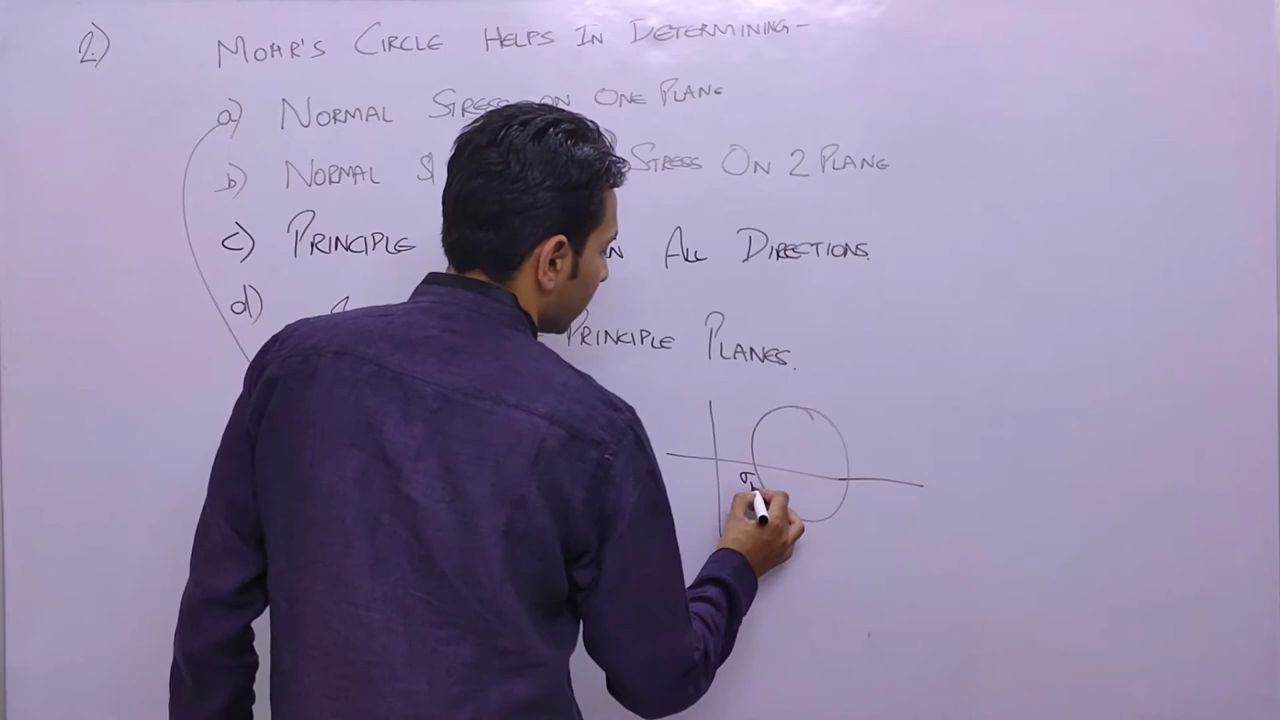 2.) MOHR'S CIRCLE HELPS IN DETERMINING-
a) NORMAL STRESS ON ONE PLANE
b) NORMAL STRESS ON 2 PLANE
c) PRINCIPLE ALL DIRECTIONS.
d) PRINCIPLE PLANES.
σ